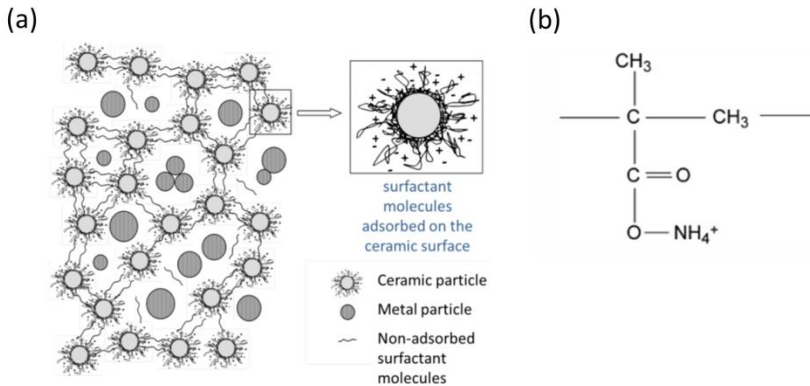 (a)
surfactant
molecules
adsorbed on the
ceramic surface
Ceramic particle
Metal particle
Non-adsorbed
surfactant
molecules
(b)
CH₃
C CH₃
C=O
O—NH₄⁺